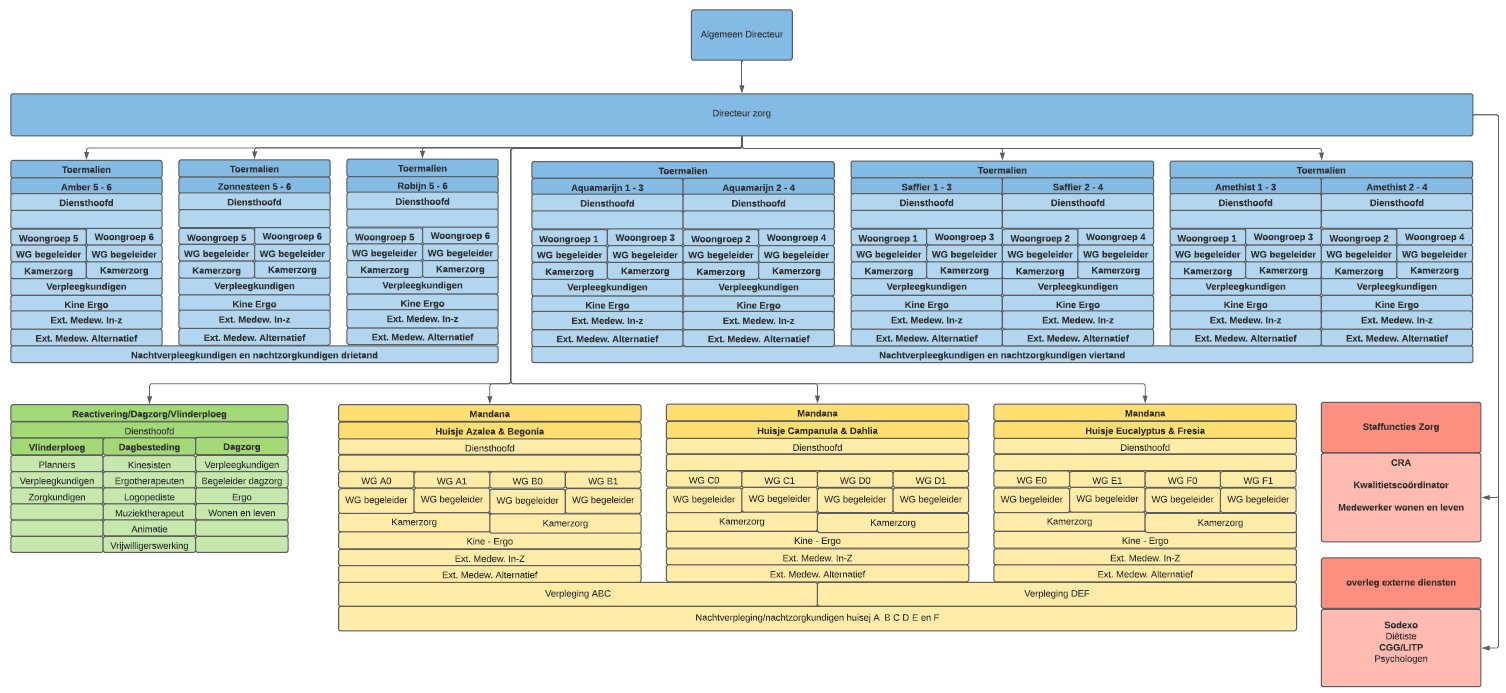 Algemeen Directeur
Directeur zorg
Toermalien
Amber 5 - 6
Diensthoofd
Woongroep 5 Woongroep 6
WG begeleider WG begeleider
Kamerzorg Kamerzorg
Verpleegkundigen
Kine Ergo
Ext. Medew. In-z
Ext. Medew. Alternatief
Toermalien
Zonnesteen 5 - 6
Diensthoofd
Woongroep 5 Woongroep 6
WG begeleider WG begeleider
Kamerzorg Kamerzorg
Verpleegkundigen
Kine Ergo
Ext. Medew. In-z
Ext. Medew. Alternatief
Toermalien
Robijn 5 - 6
Diensthoofd
Woongroep 5 Woongroep 6
WG begeleider WG begeleider
Kamerzorg Kamerzorg
Verpleegkundigen
Kine Ergo
Ext. Medew. In-z
Ext. Medew. Alternatief
Nachtverpleegkundigen en nachtzorgkundigen drietand
Toermalien
Aquamarijn 1 - 3 Aquamarijn 2 - 4
Diensthoofd Diensthoofd
Woongroep 1 Woongroep 3 Woongroep 2 Woongroep 4
WG begeleider WG begeleider WG begeleider WG begeleider
Kamerzorg Kamerzorg Kamerzorg Kamerzorg
Verpleegkundigen Verpleegkundigen
Kine Ergo Kine Ergo
Ext. Medew. In-z Ext. Medew. In-z
Ext. Medew. Alternatief Ext. Medew. Alternatief
Toermalien
Saffier 1 - 3 Saffier 2 - 4
Diensthoofd Diensthoofd
Woongroep 1 Woongroep 3 Woongroep 2 Woongroep 4
WG begeleider WG begeleider WG begeleider WG begeleider
Kamerzorg Kamerzorg Kamerzorg Kamerzorg
Verpleegkundigen Verpleegkundigen
Kine Ergo Kine Ergo
Ext. Medew. In-z Ext. Medew. In-z
Ext. Medew. Alternatief Ext. Medew. Alternatief
Toermalien
Amethist 1 - 3 Amethist 2 - 4
Diensthoofd Diensthoofd
Woongroep 1 Woongroep 3 Woongroep 2 Woongroep 4
WG begeleider WG begeleider WG begeleider WG begeleider
Kamerzorg Kamerzorg Kamerzorg Kamerzorg
Verpleegkundigen Verpleegkundigen
Kine Ergo Kine Ergo
Ext. Medew. In-z Ext. Medew. In-z
Ext. Medew. Alternatief Ext. Medew. Alternatief
Nachtverpleegkundigen en nachtzorgkundigen viertand
Reactivering/Dagzorg/Vlinderploeg
Diensthoofd
Vlinderploeg Dagbesteding Dagzorg
Planners Kinesisten Verpleegkundigen
Verpleegkundigen Ergotherapeuten Begeleider dagzorg
Zorgkundigen Logopediste Ergo
Muziektherapeut Wonen en leven
Animatie
Vrijwilligerswerking
Mandana
Huisje Azalea & Begonia
Diensthoofd
WG A0 WG A1 WG B0 WG B1
WG begeleider WG begeleider WG begeleider WG begeleider
Kamerzorg Kamerzorg
Kine - Ergo
Ext. Medew. In-Z
Ext. Medew. Alternatief
Mandana
Huisje Campanula & Dahlia
Diensthoofd
WG C0 WG C1 WG D0 WG D1
WG begeleider WG begeleider WG begeleider WG begeleider
Kamerzorg Kamerzorg
Kine - Ergo
Ext. Medew. In-Z
Ext. Medew. Alternatief
Mandana
Huisje Eucalyptus & Fresia
Diensthoofd
WG E0 WG E1 WG F0 WG F1
WG begeleider WG begeleider WG begeleider WG begeleider
Kamerzorg Kamerzorg
Kine - Ergo
Ext. Medew. In-Z
Ext. Medew. Alternatief
Verpleging ABC Verpleging DEF
Nachtverpleging/nachtzorgkundigen huisej A B C D E en F
Staffuncties Zorg
CRA
Kwalitietscoördinator
Medewerker wonen en leven
overleg externe diensten
Sodexo
Diëtiste
CGG/LITP
Psychologen